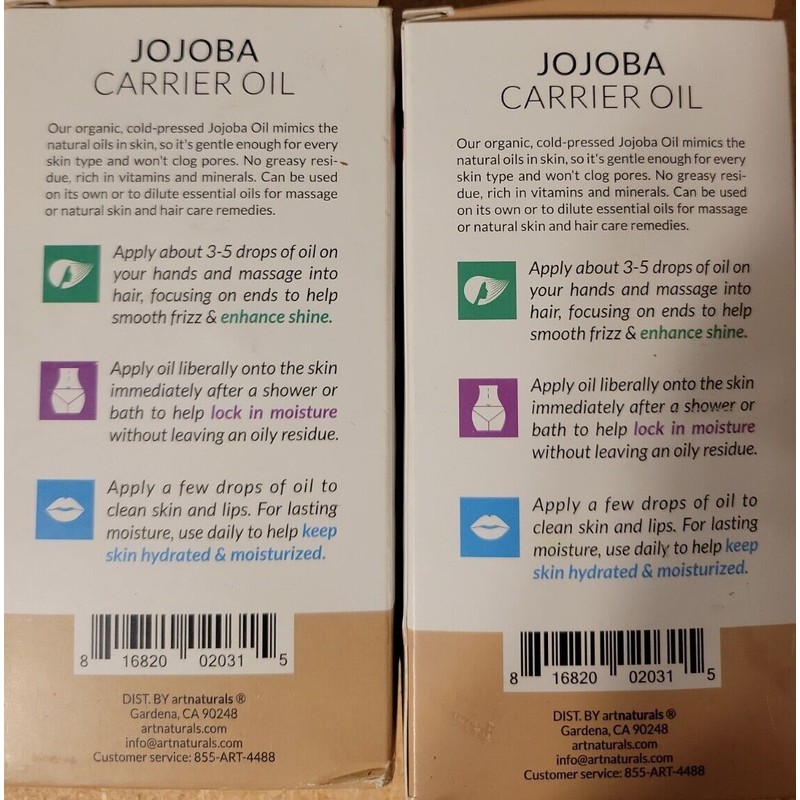 JOJOBA
CARRIER OIL
Our organic, cold-pressed Jojoba Oil mimics the
natural oils in skin, so it's gentle enough for every
skin type and won't clog pores. No greasy resi-
due, rich in vitamins and minerals. Can be used
on its own or to dilute essential oils for massage
or natural skin and hair care remedies.
Apply about 3-5 drops of oil on
your hands and massage into
hair, focusing on ends to help
smooth frizz & enhance shine.
Apply oil liberally onto the skin
immediately after a shower or
bath to help lock in moisture
without leaving an oily residue.
Apply a few drops of oil to
clean skin and lips. For lasting
moisture, use daily to help keep
skin hydrated & moisturized.
8 16820 02031 5
DIST. BY artnaturals ®
Gardena, CA 90248
artnaturals.com
info@artnaturals.com
Customer service: 855-ART-4488
JOJOBA
CARRIER OIL
Our organic, cold-pressed Jojoba Oil mimics the
natural oils in skin, so it's gentle enough for every
skin type and won't clog pores. No greasy resi-
due, rich in vitamins and minerals. Can be used
on its own or to dilute essential oils for massage
or natural skin and hair care remedies.
Apply about 3-5 drops of oil on
your hands and massage into
hair, focusing on ends to help
smooth frizz & enhance shine.
Apply oil liberally onto the skin
immediately after a shower or
bath to help lock in moisture
without leaving an oily residue.
Apply a few drops of oil to
clean skin and lips. For lasting
moisture, use daily to help keep
skin hydrated & moisturized.
8 16820 02031 5
DIST. BY artnaturals ®
Gardena, CA 90248
artnaturals.com
info@artnaturals.com
Customer service: 855-ART-4488